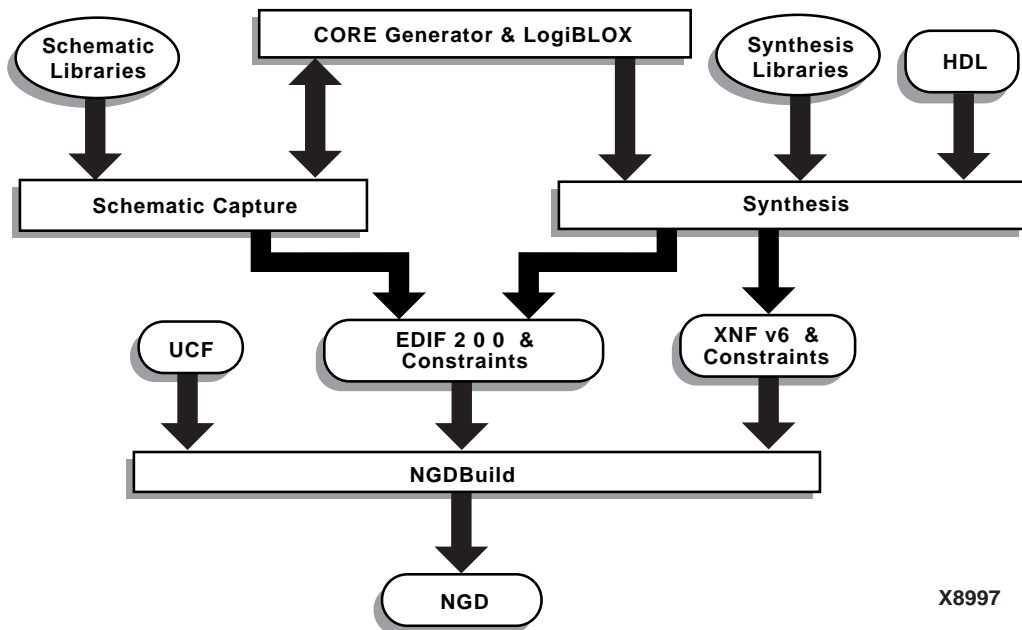 Schematic
Libraries
CORE Generator & LogiBLOX
Synthesis
Libraries
HDL
Schematic Capture
Synthesis
UCF
EDIF 2 0 0 &
Constraints
XNF v6 &
Constraints
NGDBuild
NGD
X8997